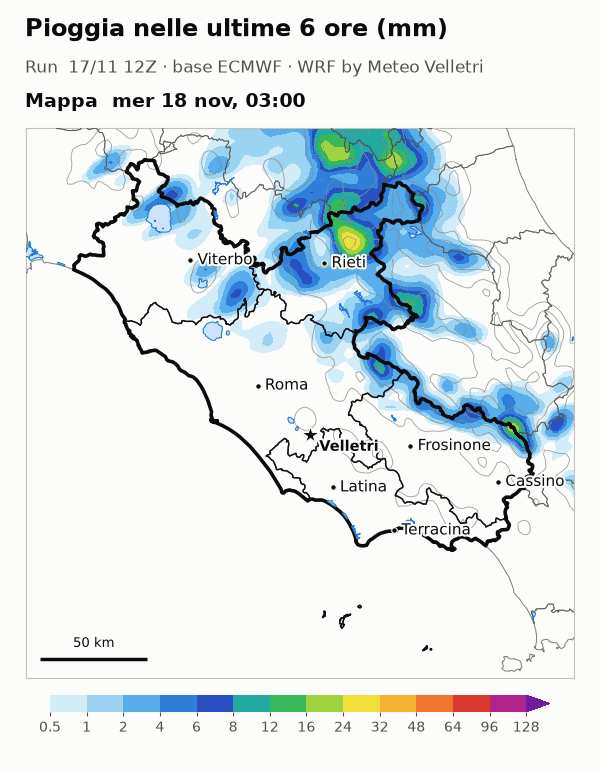 Pioggia nelle ultime 6 ore (mm)
Run 17/11 12Z · base ECMWF · WRF by Meteo Velletri
Mappa mer 18 nov, 03:00
Viterbo
Rieti
Roma
Velletri
Frosinone
Cassino
Latina
Terracina
50 km
0.5 1 2 4 6 8 12 16 24 32 48 64 96 128